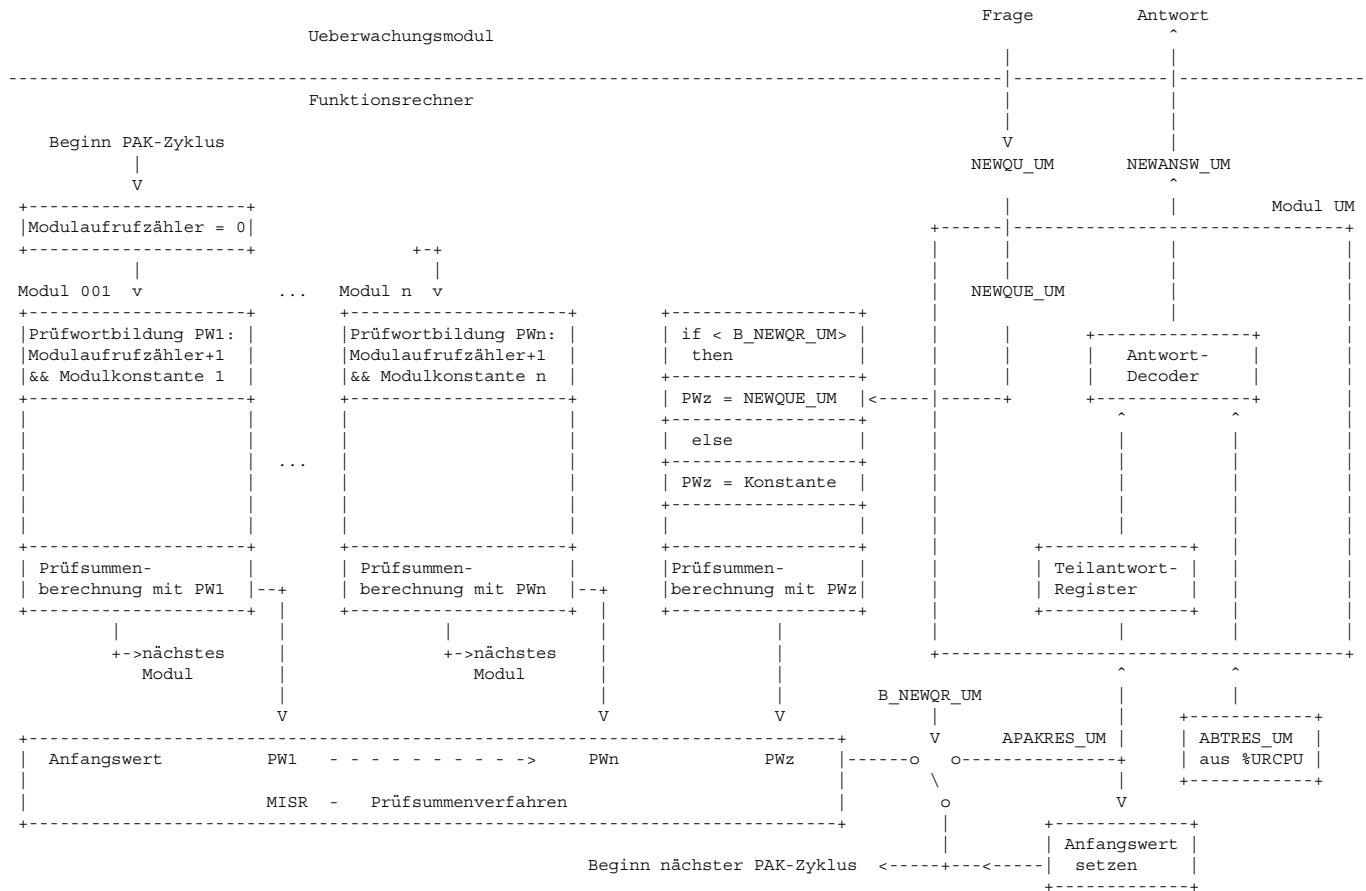 Frage Antwort
Ueberwachungsmodul
Funktionsrechner
Beginn PAK-Zyklus
NEWQU_UM NEWANSW_UM
Modulaufrufzähler = 0
Modul UM
Modul 001 ... Modul n NEWQUE_UM
Prüfwortbildung PW1: Prüfwortbildung PWn: if < B_NEWQR_UM>
Modulaufrufzähler+1 Modulaufrufzähler+1 then Antwort-
&& Modulkonstante 1 && Modulkonstante n Decoder
PWz = NEWQUE_UM
else
...
PWz = Konstante
Prüfsummen- Prüfsummen- Prüfsummen- Teilantwort-
berechnung mit PW1 berechnung mit PWn berechnung mit PWz Register
nächstes nächstes
Modul Modul
B_NEWQR_UM
APAKRES_UM ABTRES_UM
Anfangswert PW1 PWn PWz aus %URCPU
MISR - Prüfsummenverfahren
Anfangswert
Beginn nächster PAK-Zyklus setzen